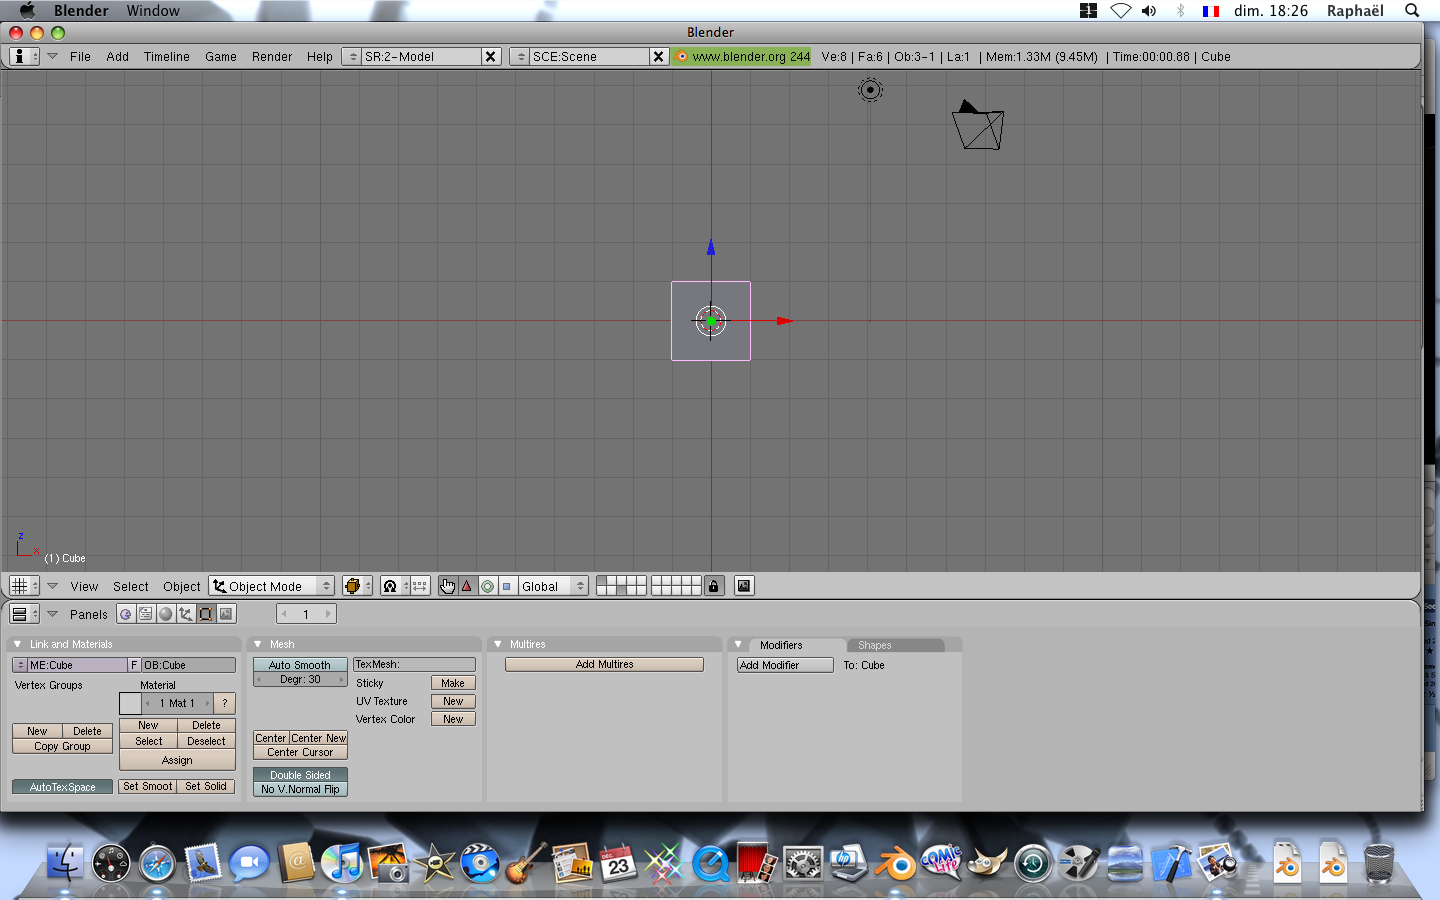 Blender Window dim. 18:26 Raphaël
Blender
File Add Timeline Game Render Help SR:2-Model SCE:Scene www.blender.org 244 Ve:8 | Fa:6 | Ob:3-1 | La:1 | Mem:1.33M (9.45M) | Time:00:00.88 | Cube
z
x
(1) Cube
View Select Object Object Mode Global
Panels 1
Link and Materials Mesh Multires Modifiers Shapes
ME:Cube F OB:Cube Auto Smooth TexMesh: Add Multires Add Modifier To: Cube
Degr: 30
Vertex Groups Material Sticky Make
1 Mat 1 ? UV Texture New
Vertex Color New
New Delete New Delete
Copy Group Select Deselect Center Center New
Assign Center Cursor
Double Sided
AutoTexSpace Set Smoot Set Solid No V.Normal Flip
DEC.
23
hp
COMIC
LIFE